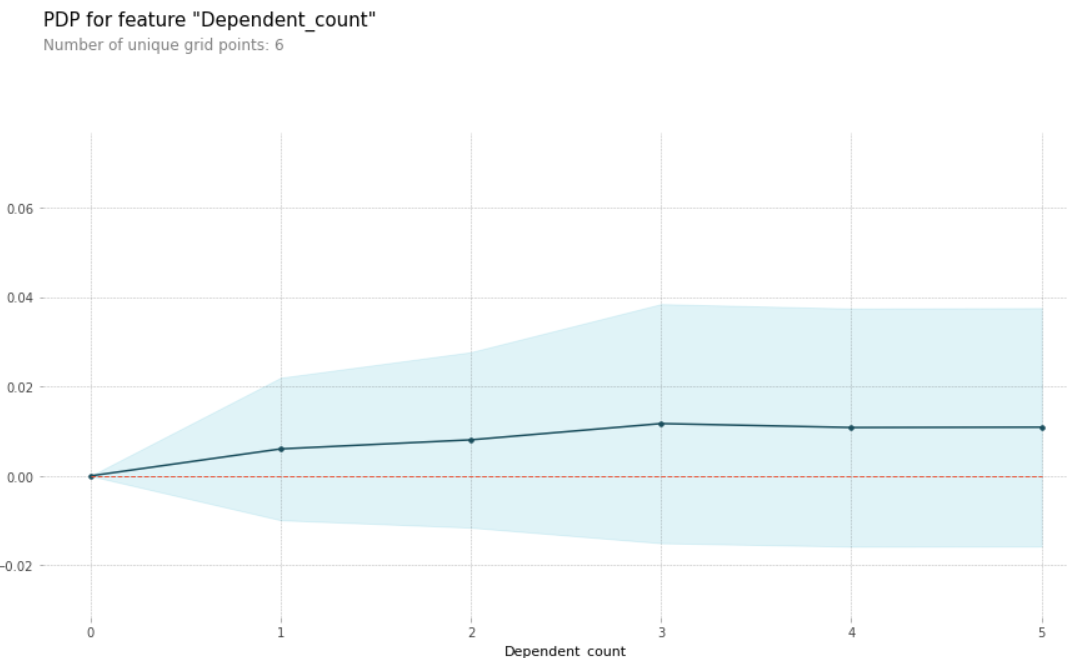 PDP for feature "Dependent_count"
Number of unique grid points: 6
0.06
0.04
0.02
0.00
−0.02
0 1 2 3 4 5
Dependent_count